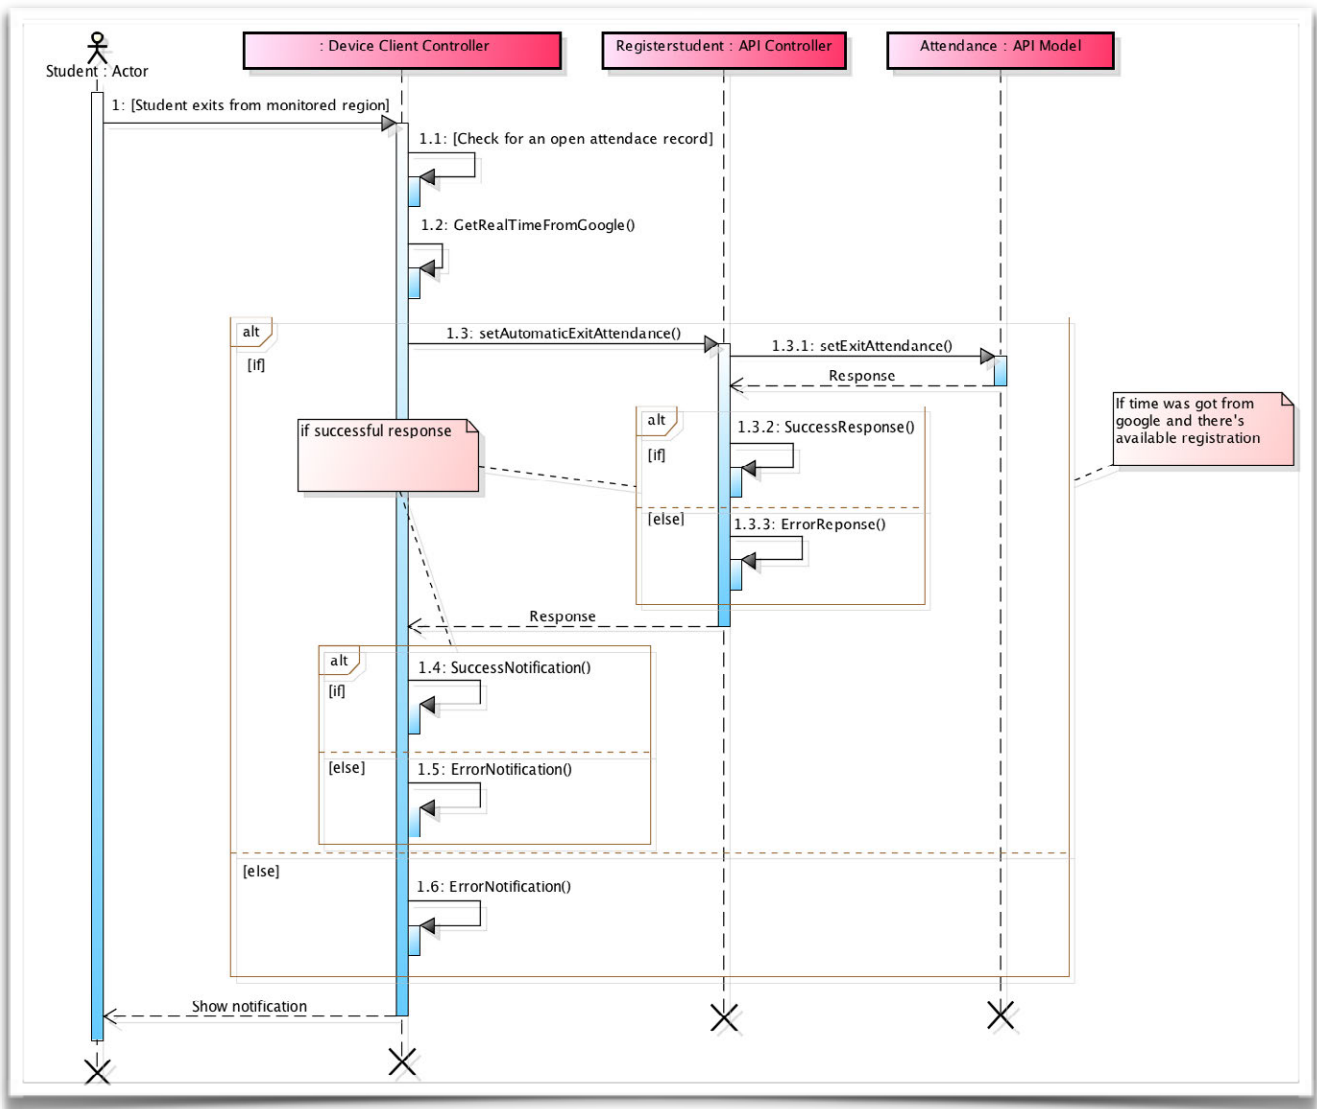 Student : Actor
: Device Client Controller
Registerstudent : API Controller
Attendance : API Model
1: [Student exits from monitored region]
1.1: [Check for an open attendace record]
1.2: GetRealTimeFromGoogle()
alt
[if]
1.3: setAutomaticExitAttendance()
1.3.1: setExitAttendance()
Response
if successful response
alt
[if]
1.3.2: SuccessResponse()
If time was got from
google and there's
available registration
[else]
1.3.3: ErrorReponse()
Response
alt
[if]
1.4: SuccessNotification()
[else]
1.5: ErrorNotification()
[else]
1.6: ErrorNotification()
Show notification